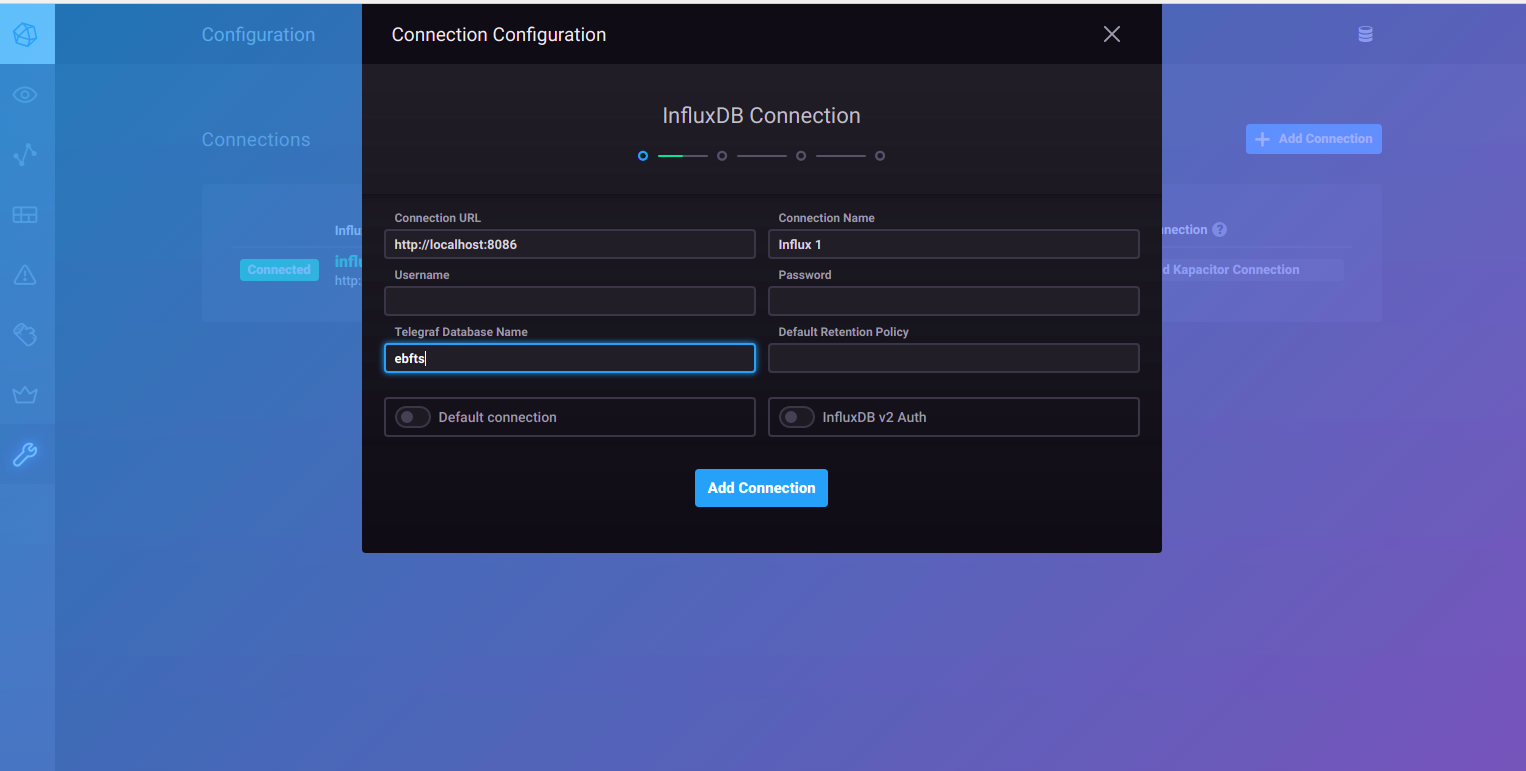 Configuration
Connection Configuration
InfluxDB Connection
Connections
Add Connection
Connection URL
Connection Name
Influ
nnection ?
http://localhost:8086
Influx 1
Connected
influ
http:
d Kapacitor Connection
Username
Password
Telegraf Database Name
Default Retention Policy
ebfts
Default connection
InfluxDB v2 Auth
Add Connection